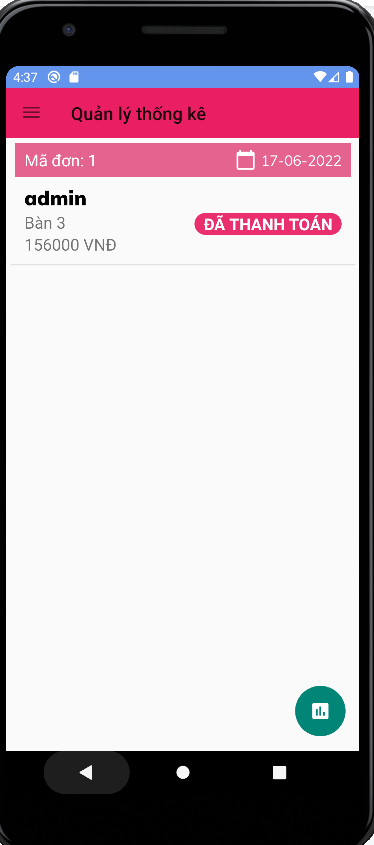 4:37
Quản lý thống kê
Mã đơn: 1 17-06-2022
admin
Bàn 3
ĐÃ THANH TOÁN
156000 VNĐ